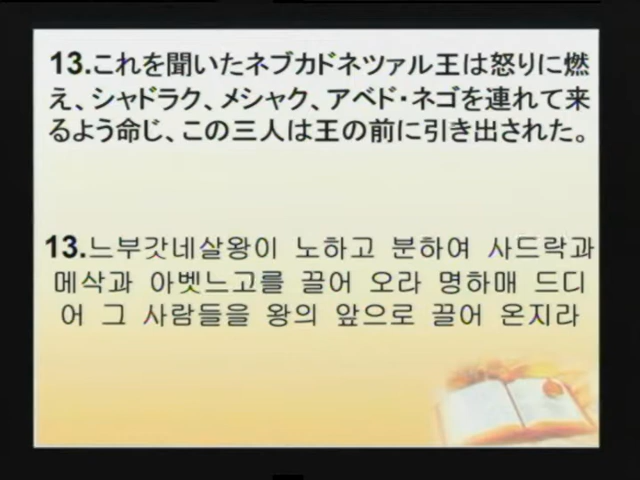 13.これを聞いたネブカドネツァル王は怒りに燃
え、シャドラク、メシャク、アベド・ネゴを連れて来
るよう命じ、この三人は王の前に引き出された。
13.느부갓네살왕이 노하고 분하여 사드락과
메삭과 아벳느고를 끌어 오라 명하매 드디
어 그 사람들을 왕의 앞으로 끌어 온지라